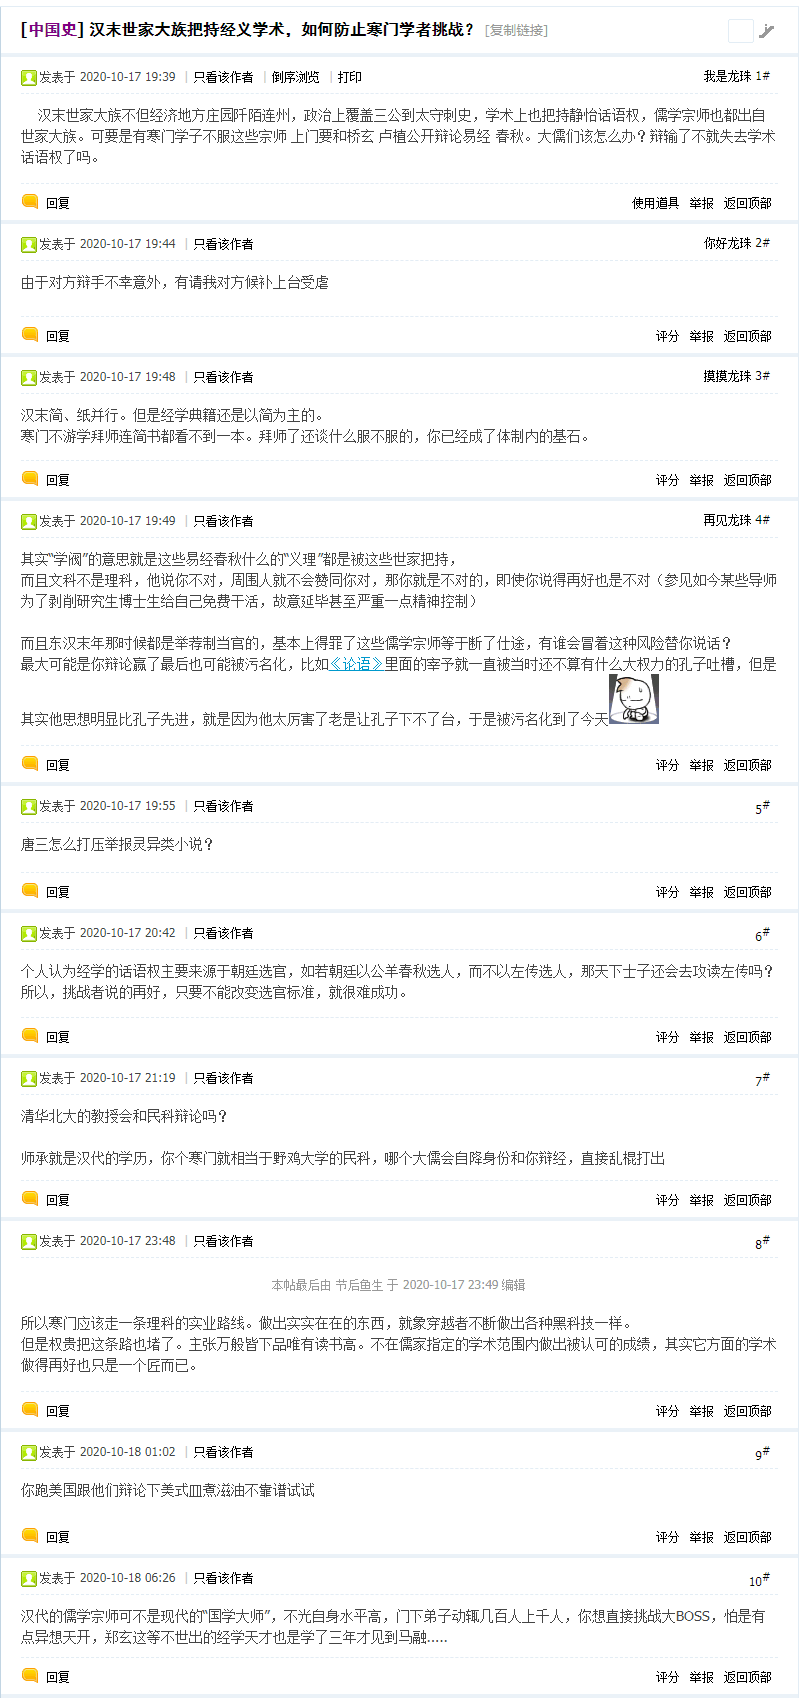 [中国史] 汉末世家大族把持经义学术，如何防止寒门学者挑战？ [复制链接]
发表于 2020-10-17 19:39 | 只看该作者 | 倒序浏览 | 打印 我是龙珠 1#
汉末世家大族不但经济地方庄园阡陌连州，政治上覆盖三公到太守刺史，学术上也把持静怡话语权，儒学宗师也都出自
世家大族。可要是有寒门学子不服这些宗师 上门要和桥玄 卢植公开辩论易经 春秋。大儒们该怎么办？辩输了不就失去学术
话语权了吗。
回复 使用道具 举报 返回顶部
发表于 2020-10-17 19:44 | 只看该作者 你好龙珠 2#
由于对方辩手不幸意外，有请我对方候补上台受虐
回复 评分 举报 返回顶部
发表于 2020-10-17 19:48 | 只看该作者 摸摸龙珠 3#
汉末简、纸并行。但是经学典籍还是以简为主的。
寒门不游学拜师连简书都看不到一本。拜师了还谈什么服不服的，你已经成了体制内的基石。
回复 评分 举报 返回顶部
发表于 2020-10-17 19:49 | 只看该作者 再见龙珠 4#
其实“学阀”的意思就是这些易经春秋什么的“义理”都是被这些世家把持，
而且文科不是理科，他说你不对，周围人就不会赞同你对，那你就是不对的，即使你说得再好也是不对（参见如今某些导师
为了剥削研究生博士生给自己免费干活，故意延毕甚至严重一点精神控制）
而且东汉末年那时候都是举荐制当官的，基本上得罪了这些儒学宗师等于断了仕途，有谁会冒着这种风险替你说话？
最大可能是你辩论赢了最后也可能被污名化，比如《论语》里面的宰予就一直被当时还不算有什么大权力的孔子吐槽，但是
其实他思想明显比孔子先进，就是因为他太厉害了老是让孔子下不了台，于是被污名化到了今天
回复 评分 举报 返回顶部
发表于 2020-10-17 19:55 | 只看该作者 5#
唐三怎么打压举报灵异类小说？
回复 评分 举报 返回顶部
发表于 2020-10-17 20:42 | 只看该作者 6#
个人认为经学的话语权主要来源于朝廷选官，如若朝廷以公羊春秋选人，而不以左传选人，那天下士子还会去攻读左传吗？
所以，挑战者说的再好，只要不能改变选官标准，就很难成功。
回复 评分 举报 返回顶部
发表于 2020-10-17 21:19 | 只看该作者 7#
清华北大的教授会和民科辩论吗？
师承就是汉代的学历，你个寒门就相当于野鸡大学的民科，哪个大儒会自降身份和你辩经，直接乱棍打出
回复 评分 举报 返回顶部
发表于 2020-10-17 23:48 | 只看该作者 8#
本帖最后由 节后鱼生 于 2020-10-17 23:49 编辑
所以寒门应该走一条理科的实业路线。做出实实在在的东西，就象穿越者不断做出各种黑科技一样。
但是权贵把这条路也堵了。主张万般皆下品唯有读书高。不在儒家指定的学术范围内做出被认可的成绩，其实它方面的学术
做得再好也只是一个匠而已。
回复 评分 举报 返回顶部
发表于 2020-10-18 01:02 | 只看该作者 9#
你跑美国跟他们辩论下美式皿煮滋油不靠谱试试
回复 评分 举报 返回顶部
发表于 2020-10-18 06:26 | 只看该作者 10#
汉代的儒学宗师可不是现代的“国学大师”，不光自身水平高，门下弟子动辄几百人上千人，你想直接挑战大BOSS，怕是有
点异想天开，郑玄这等不世出的经学天才也是学了三年才见到马融.....
回复 评分 举报 返回顶部